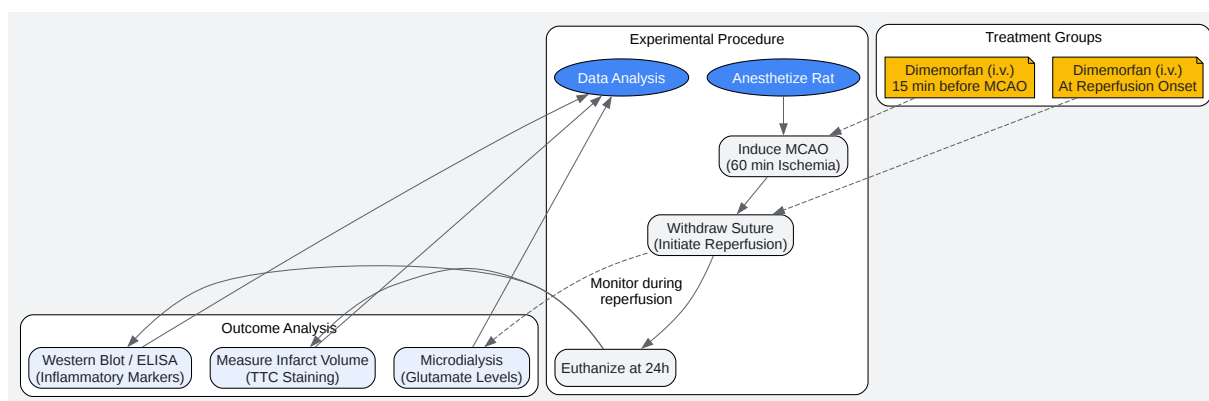 Experimental Procedure
Treatment Groups
Data Analysis
Anesthetize Rat
Dimemorfan (i.v.)
15 min before MCAO
Dimemorfan (i.v.)
At Reperfusion Onset
Induce MCAO
(60 min Ischemia)
Withdraw Suture
(Initiate Reperfusion)
Monitor during
reperfusion
Outcome Analysis
Western Blot / ELISA
(Inflammatory Markers)
Measure Infarct Volume
(TTC Staining)
Microdialysis
(Glutamate Levels)
Euthanize at 24h